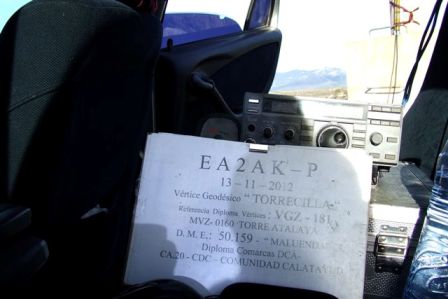 EA2AK-P
13-11-2012
Vértice Geodésico "TORRECILLA"
Referencia Diploma Vértices: VGZ-181
MVZ-0160 TORRE ATALAYA
D. M. E.: 50.159 - "MALUENDA"
Diploma Comarcas DCA:
CA.20 - CDC - COMUNIDAD CALATAYUD